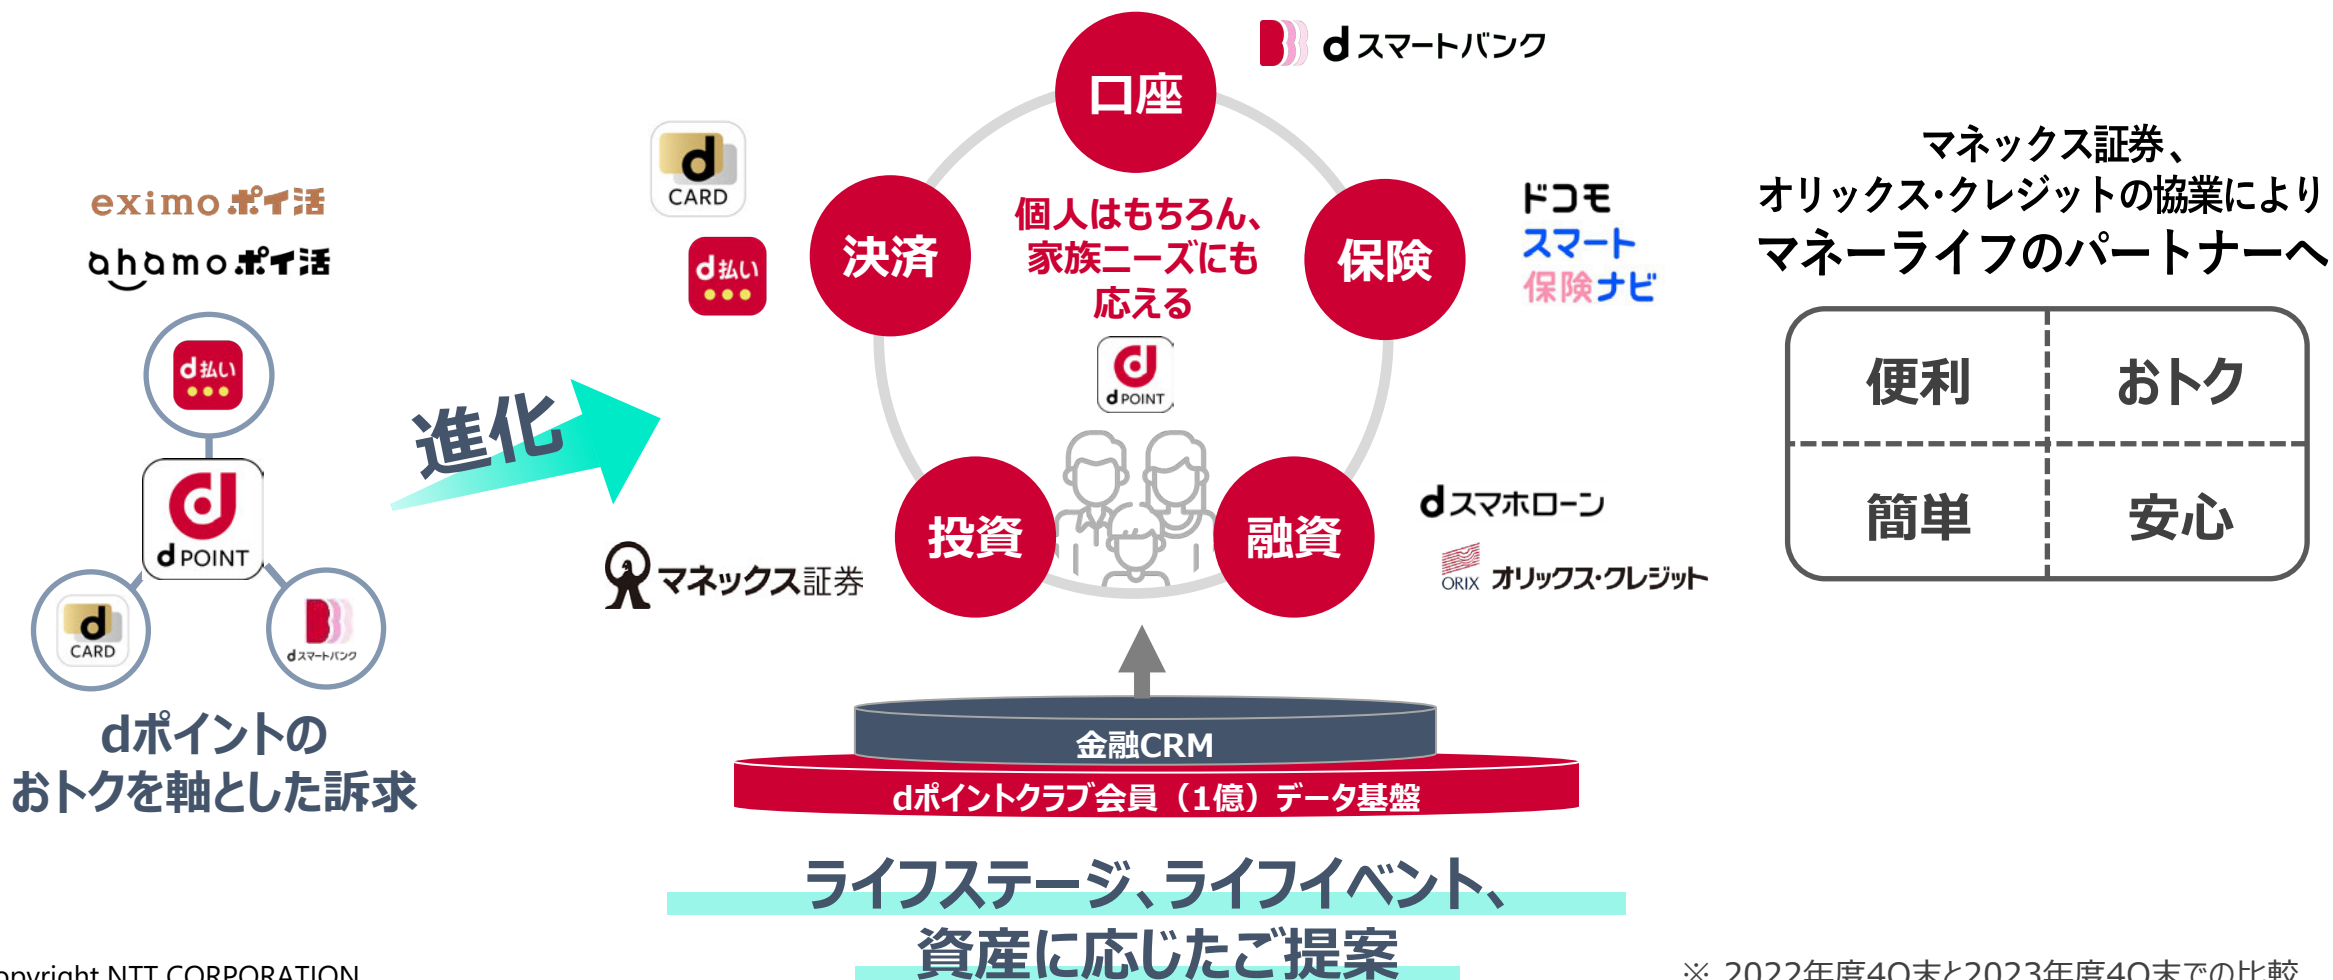 eximo ポイ活
ahamo ポイ活
d払い
d POINT
d CARD
dスマートバンク
dポイントの
おトクを軸とした訴求
進化
d CARD
d払い
マネックス証券
口座
決済
保険
投資
融資
個人はもちろん、
家族ニーズにも
応える
d POINT
dスマートバンク
ドコモ
スマート
保険ナビ
dスマホローン
ORIX オリックス・クレジット
金融CRM
dポイントクラブ会員（1億）データ基盤
ライフステージ、ライフイベント、
資産に応じたご提案
マネックス証券、
オリックス・クレジットの協業により
マネーライフのパートナーへ
便利
おトク
簡単
安心
opyright NTT CORPORATION
※ 2022年度4Q末と2023年度4Q末での比較